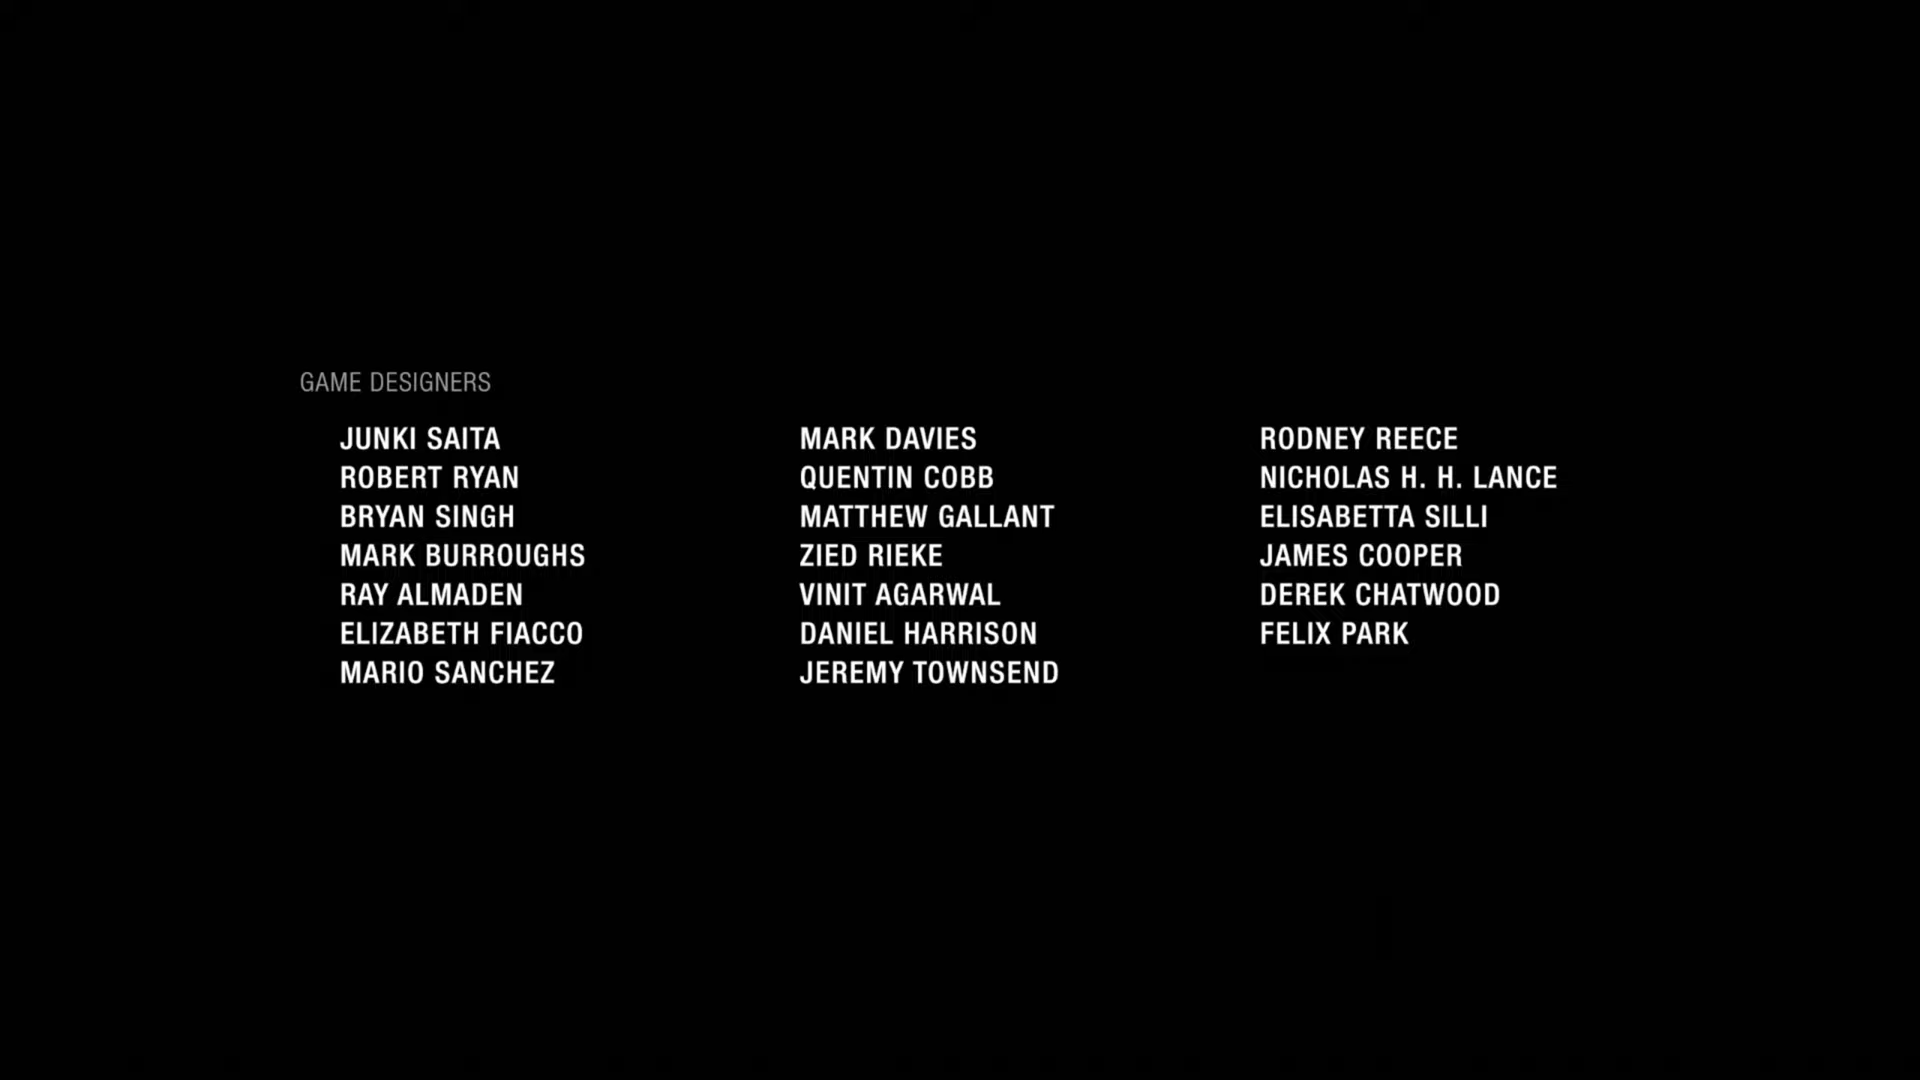 GAME DESIGNERS
JUNKI SAITA
ROBERT RYAN
BRYAN SINGH
MARK BURROUGHS
RAY ALMADEN
ELIZABETH FIACCO
MARIO SANCHEZ
MARK DAVIES
QUENTIN COBB
MATTHEW GALLANT
ZIED RIEKE
VINIT AGARWAL
DANIEL HARRISON
JEREMY TOWNSEND
RODNEY REECE
NICHOLAS H. H. LANCE
ELISABETTA SILLI
JAMES COOPER
DEREK CHATWOOD
FELIX PARK